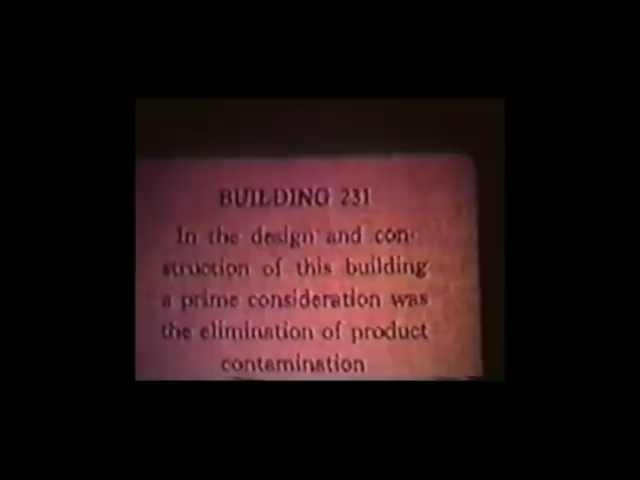 BUILDING 231
In the design and con-
struction of this building
a prime consideration was
the elimination of product
contamination